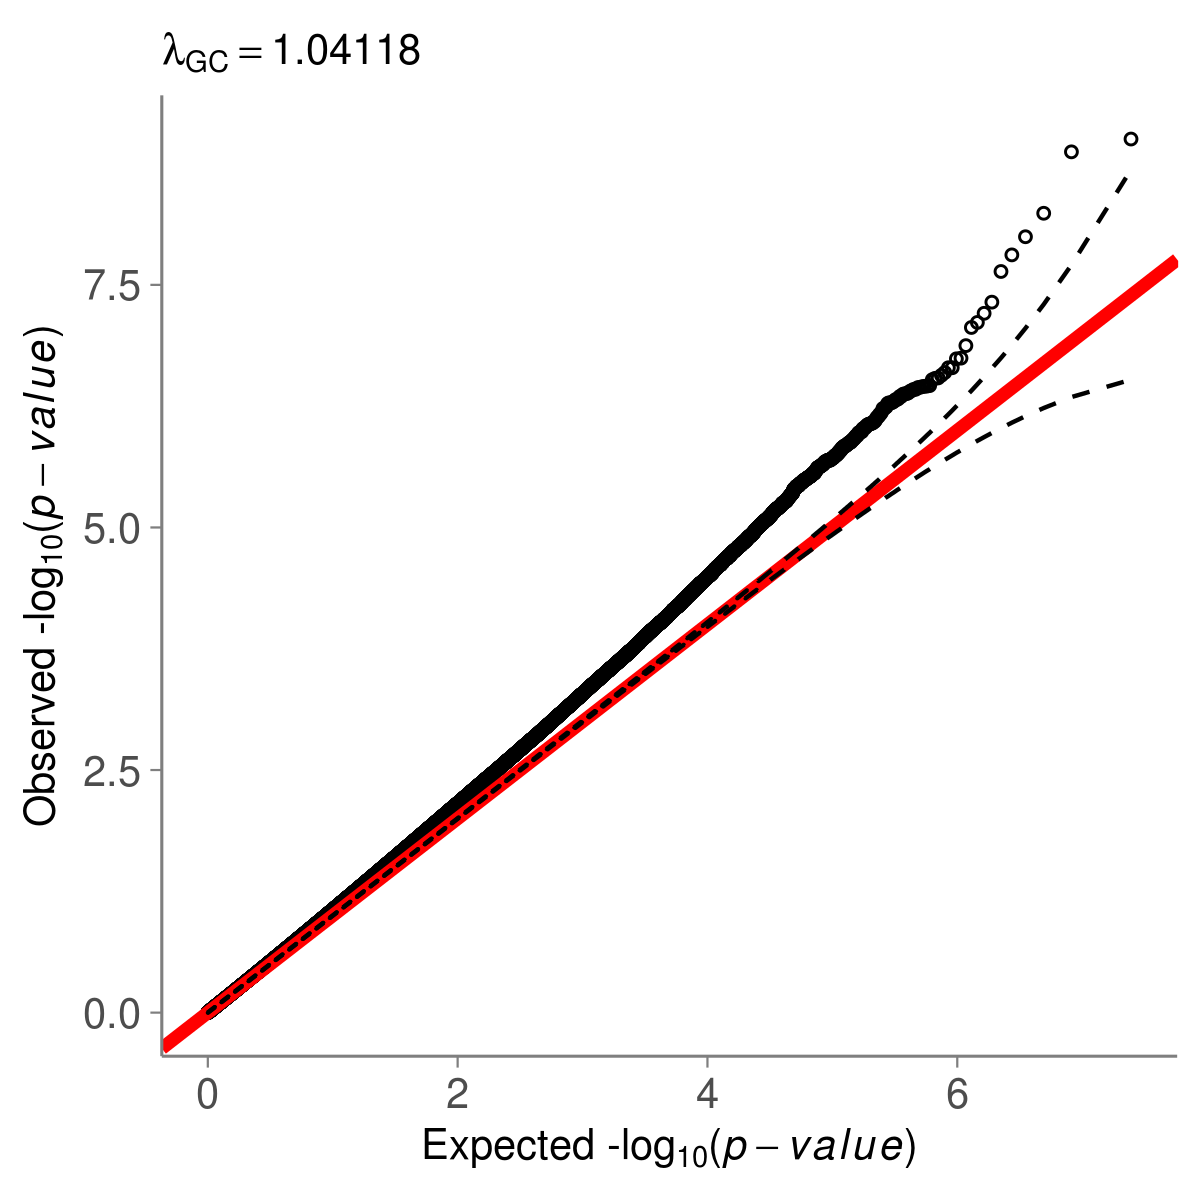 λGC = 1.04118
7.5
5.0
2.5
0.0
Observed -log10(p − value)
0 2 4 6
Expected -log10(p − value)